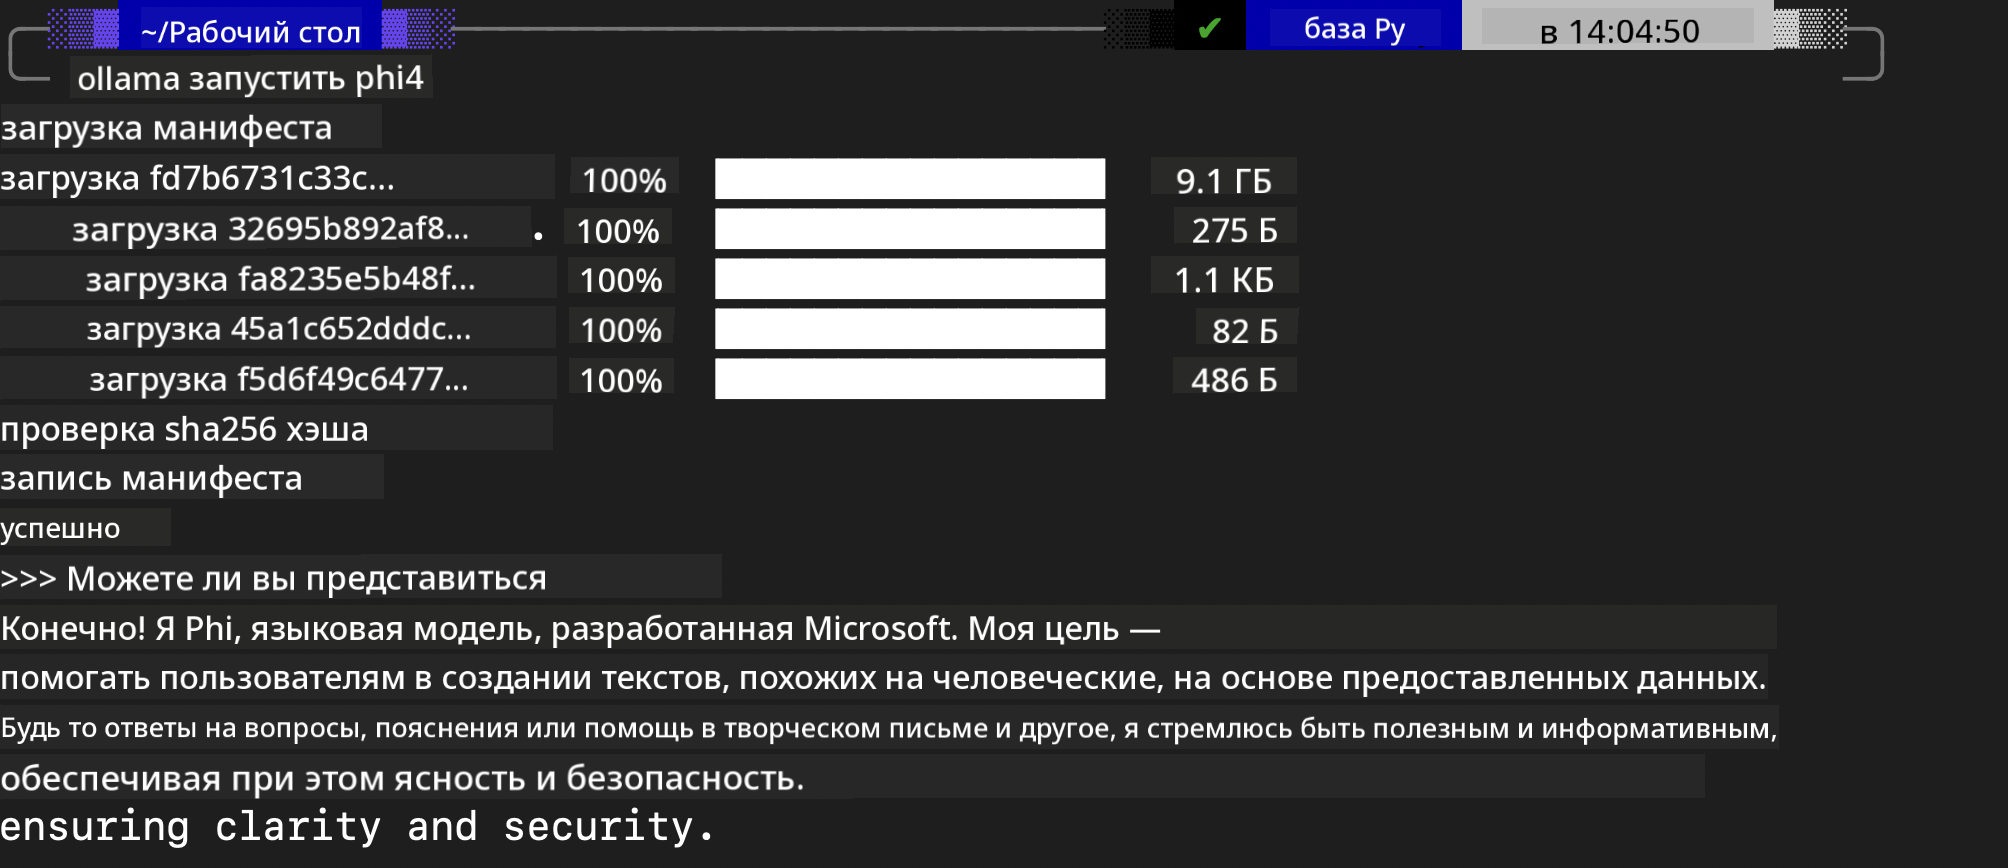 ~/Рабочий стол ✔ база Py в 14:04:50
ollama запустить phi4
загрузка манифеста
загрузка fd7b6731c33c... 100% 9.1 ГБ
загрузка 32695b892af8... . 100% 275 Б
загрузка fa8235e5b48f... 100% 1.1 КБ
загрузка 45a1c652dddc... 100% 82 Б
загрузка f5d6f49c6477... 100% 486 Б
проверка sha256 хэша
запись манифеста
успешно
>>> Можете ли вы представиться
Конечно! Я Phi, языковая модель, разработанная Microsoft. Моя цель —
помогать пользователям в создании текстов, похожих на человеческие, на основе предоставленных данных.
Будь то ответы на вопросы, пояснения или помощь в творческом письме и другое, я стремлюсь быть полезным и информативным,
обеспечивая при этом ясность и безопасность.
ensuring clarity and security.